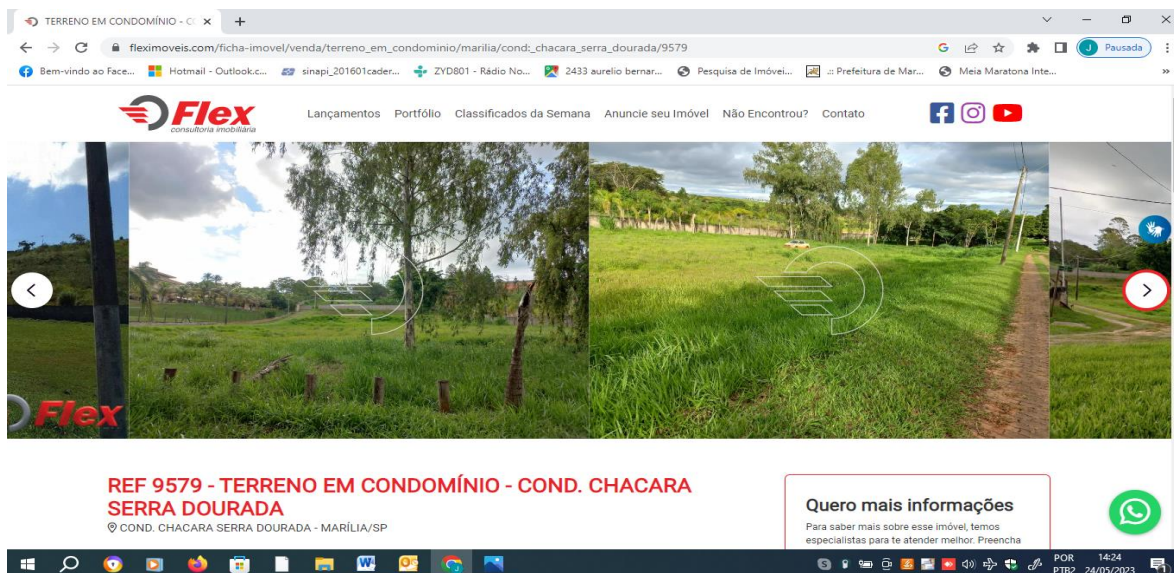 TERRENO EM CONDOMÍNIO - C
fleximoveis.com/ficha-imovel/venda/terreno_em_condominio/marilia/cond:_chacara_serra_dourada/9579
J Pausada
Bem-vindo ao Face... Hotmail - Outlook.c... sinapi_201601cader... ZYD801 - Rádio No... 2433 aurelio bernar... Pesquisa de Imóvei... .:: Prefeitura de Mar... Meia Maratona Inte...
Flex
consultoria imobiliária
Lançamentos Portfólio Classificados da Semana Anuncie seu Imóvel Não Encontrou? Contato
Flex
REF 9579 - TERRENO EM CONDOMÍNIO - COND. CHACARA
SERRA DOURADA
COND. CHACARA SERRA DOURADA - MARÍLIA/SP
Quero mais informações
Para saber mais sobre esse imóvel, temos
especialistas para te atender melhor. Preencha
POR 14:24
PTB2 24/05/2023